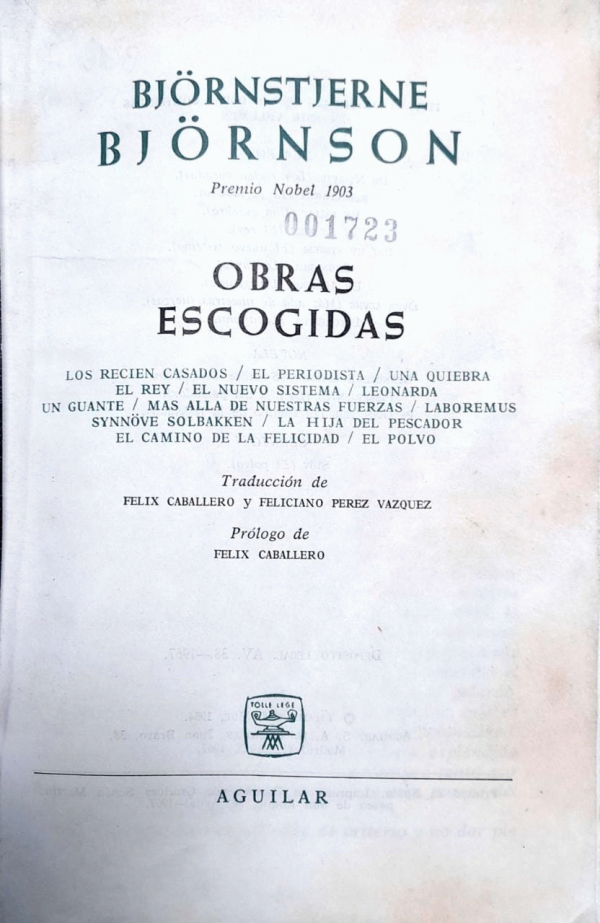 BJÖRNSTJERNE
BJÖRNSON
Premio Nobel 1903
001723
OBRAS
ESCOGIDAS
LOS RECIEN CASADOS / EL PERIODISTA / UNA QUIEBRA
EL REY / EL NUEVO SISTEMA / LEONARDA
UN GUANTE / MAS ALLA DE NUESTRAS FUERZAS / LABOREMUS
SYNNÖVE SOLBAKKEN / LA HIJA DEL PESCADOR
EL CAMINO DE LA FELICIDAD / EL POLVO
Traducción de
FELIX CABALLERO y FELICIANO PEREZ VAZQUEZ
Prólogo de
FELIX CABALLERO
TOLLE LEGE
AGUILAR